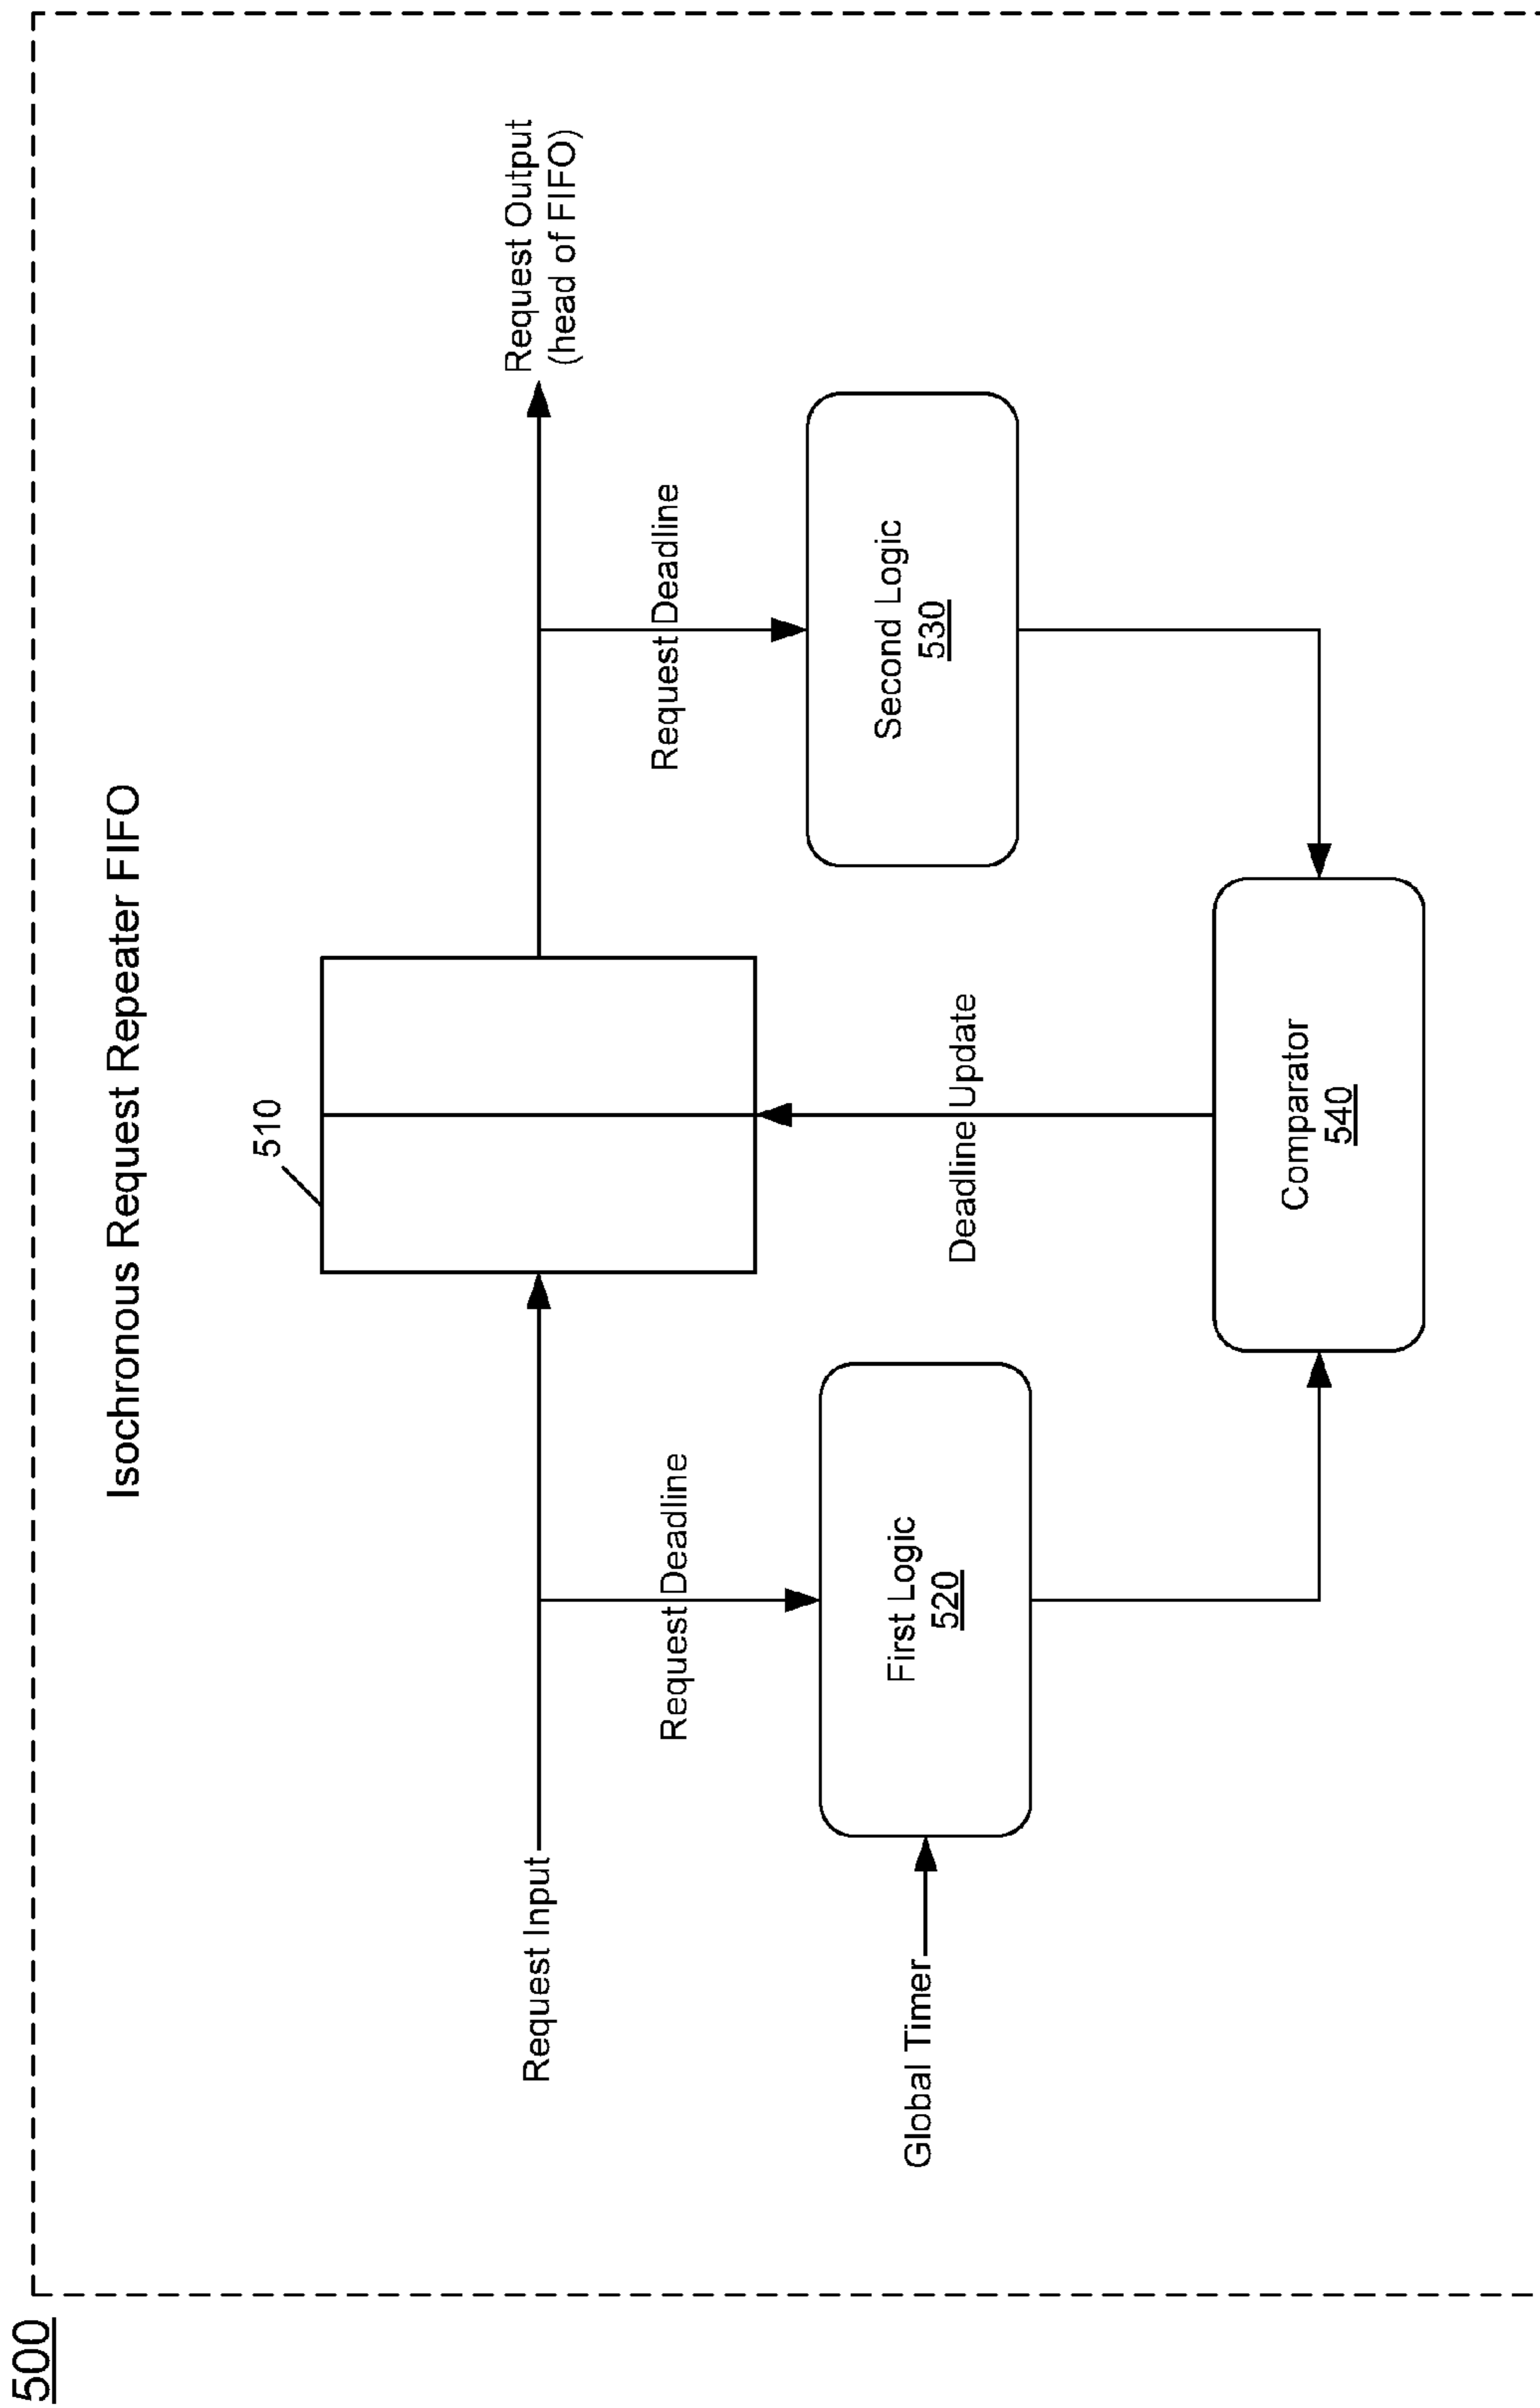 500
Isochronous Request Repeater FIFO
510
Request Input
Request Output
(head of FIFO)
Request Deadline
Request Deadline
Global Timer
First Logic
520
Deadline Update
Second Logic
530
Comparator
540